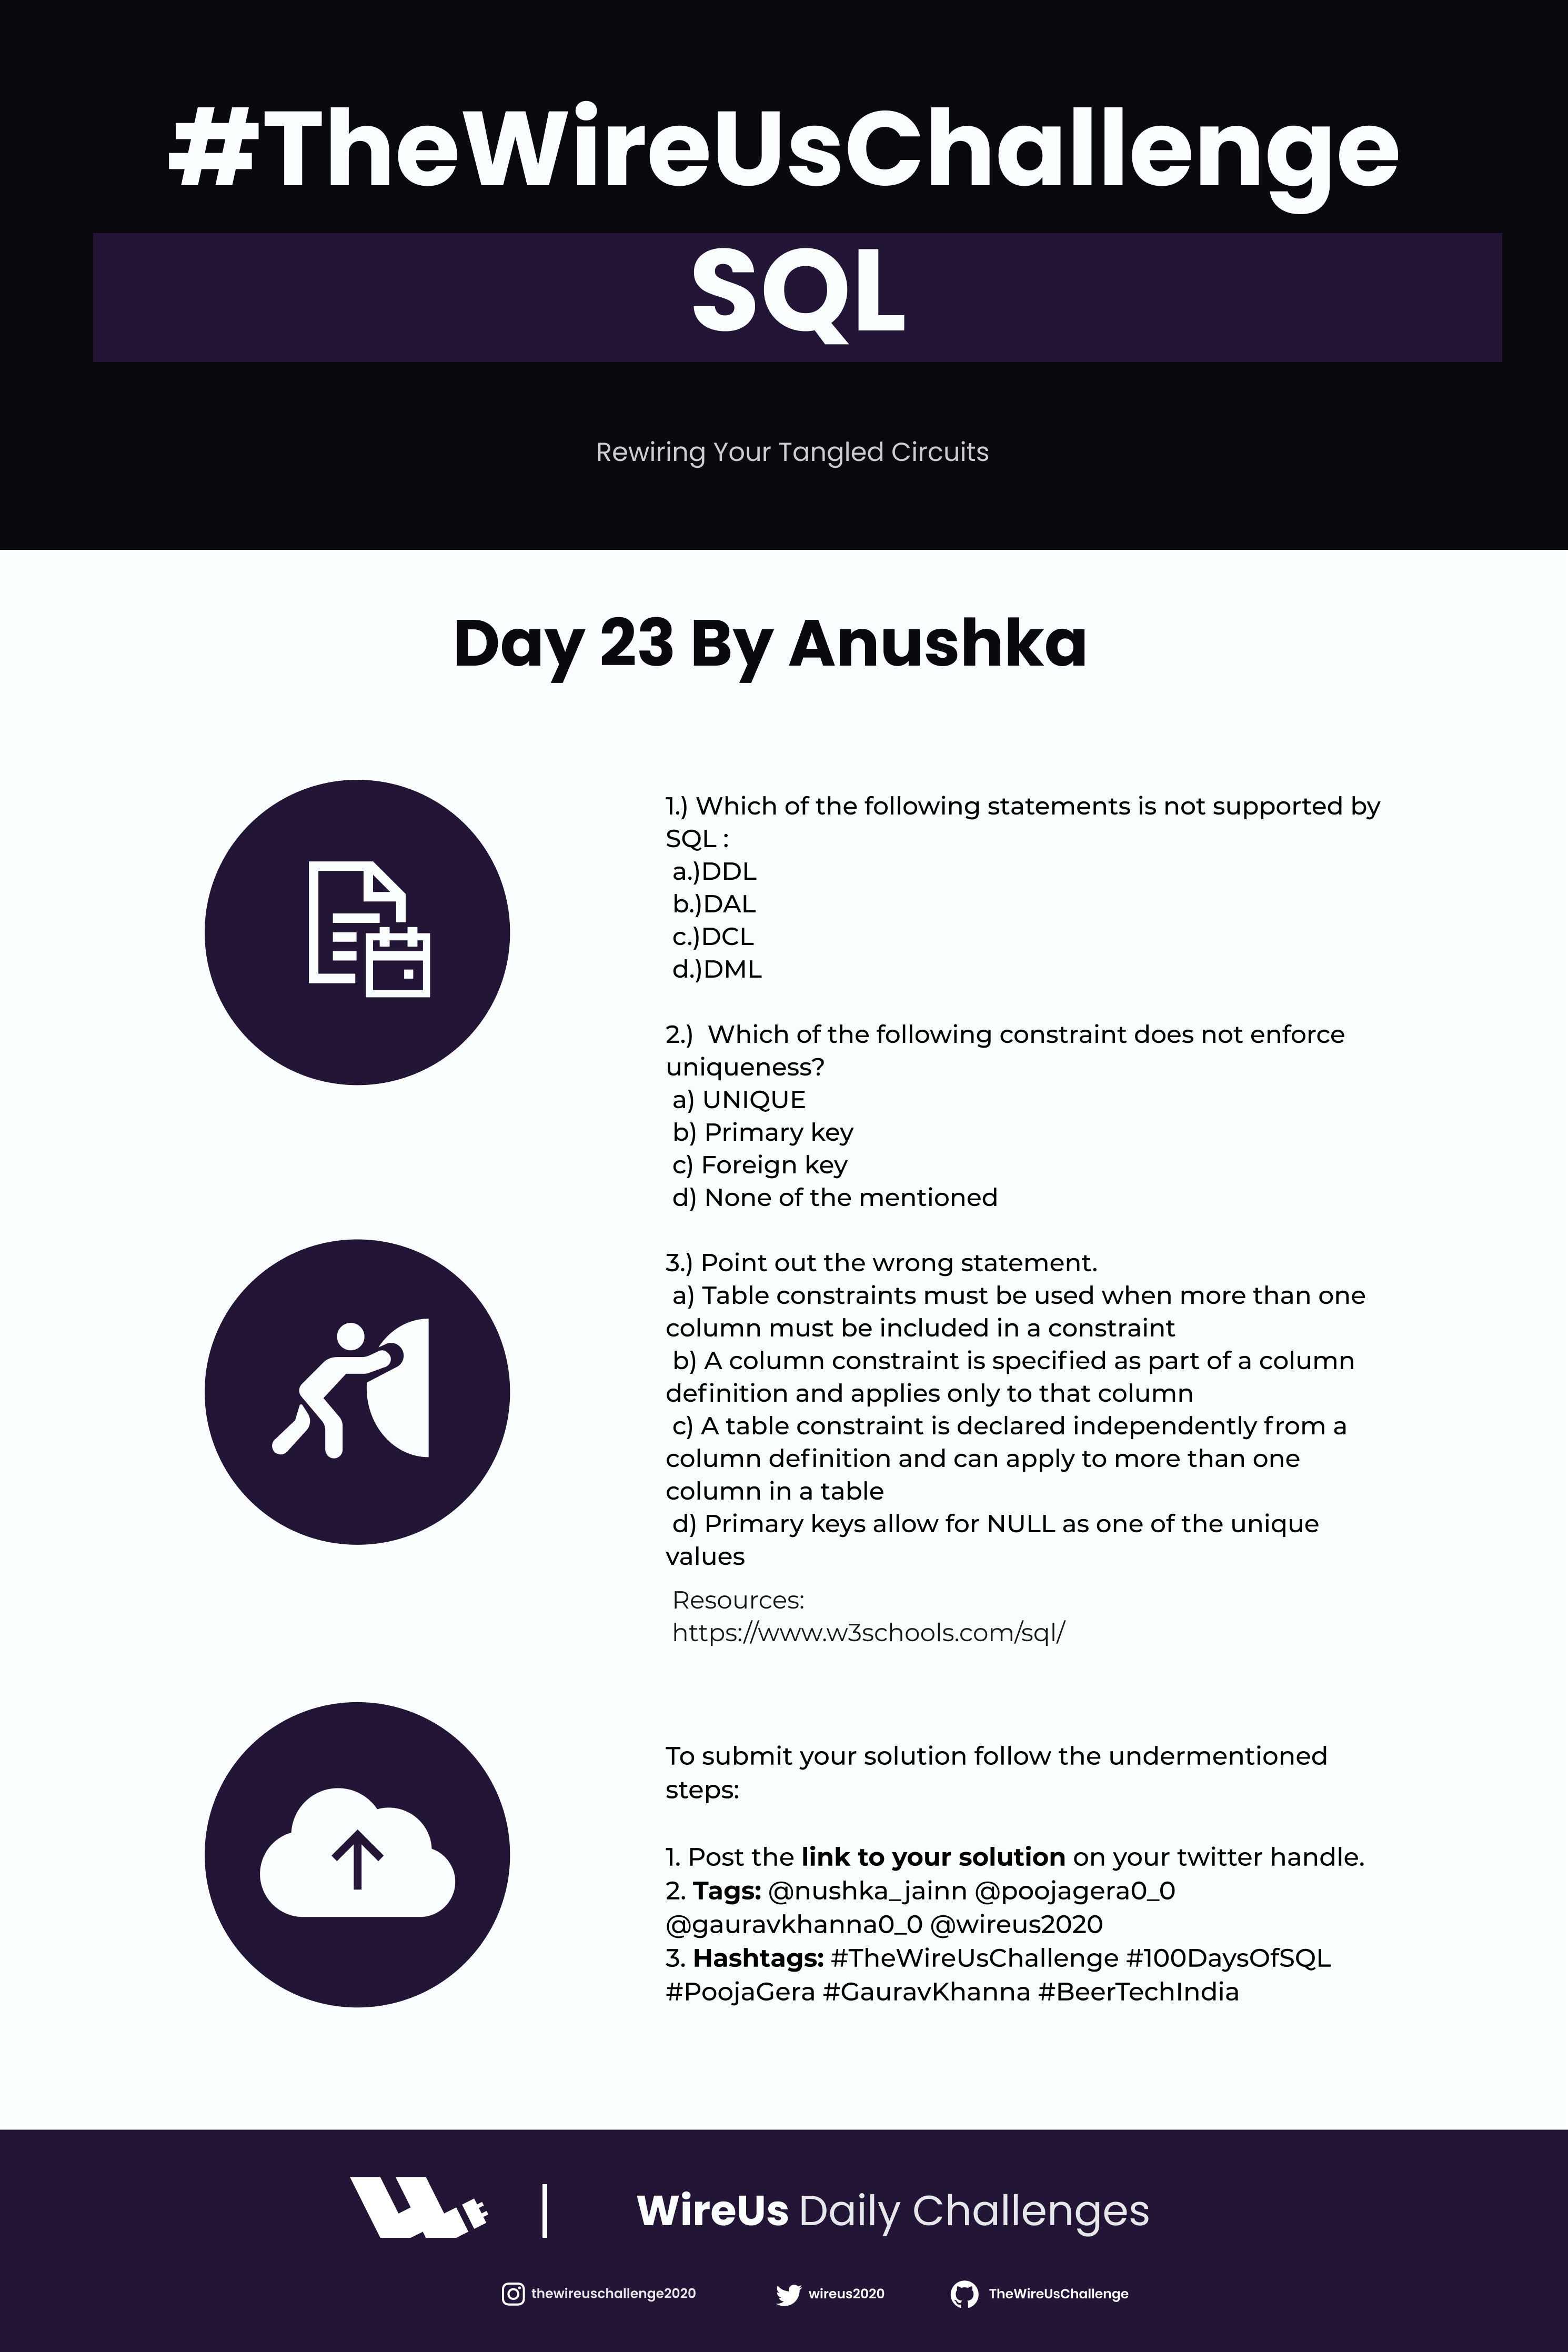 #TheWireUsChallenge
SQL
Rewiring Your Tangled Circuits
Day 23 By Anushka
1.) Which of the following statements is not supported by
SQL :
a.)DDL
b.)DAL
c.)DCL
d.)DML
2.)  Which of the following constraint does not enforce
uniqueness?
a) UNIQUE
b) Primary key
c) Foreign key
d) None of the mentioned
3.) Point out the wrong statement.
a) Table constraints must be used when more than one
column must be included in a constraint
b) A column constraint is specified as part of a column
definition and applies only to that column
c) A table constraint is declared independently from a
column definition and can apply to more than one
column in a table
d) Primary keys allow for NULL as one of the unique
values
Resources:
https://www.w3schools.com/sql/
To submit your solution follow the undermentioned
steps:
1. Post the link to your solution on your twitter handle.
2. Tags: @nushka_jainn @poojagera0_0
@gauravkhanna0_0 @wireus2020
3. Hashtags: #TheWireUsChallenge #100DaysOfSQL
#PoojaGera #GauravKhanna #BeerTechIndia
WireUs Daily Challenges
thewireuschallenge2020 wireus2020 TheWireUsChallenge